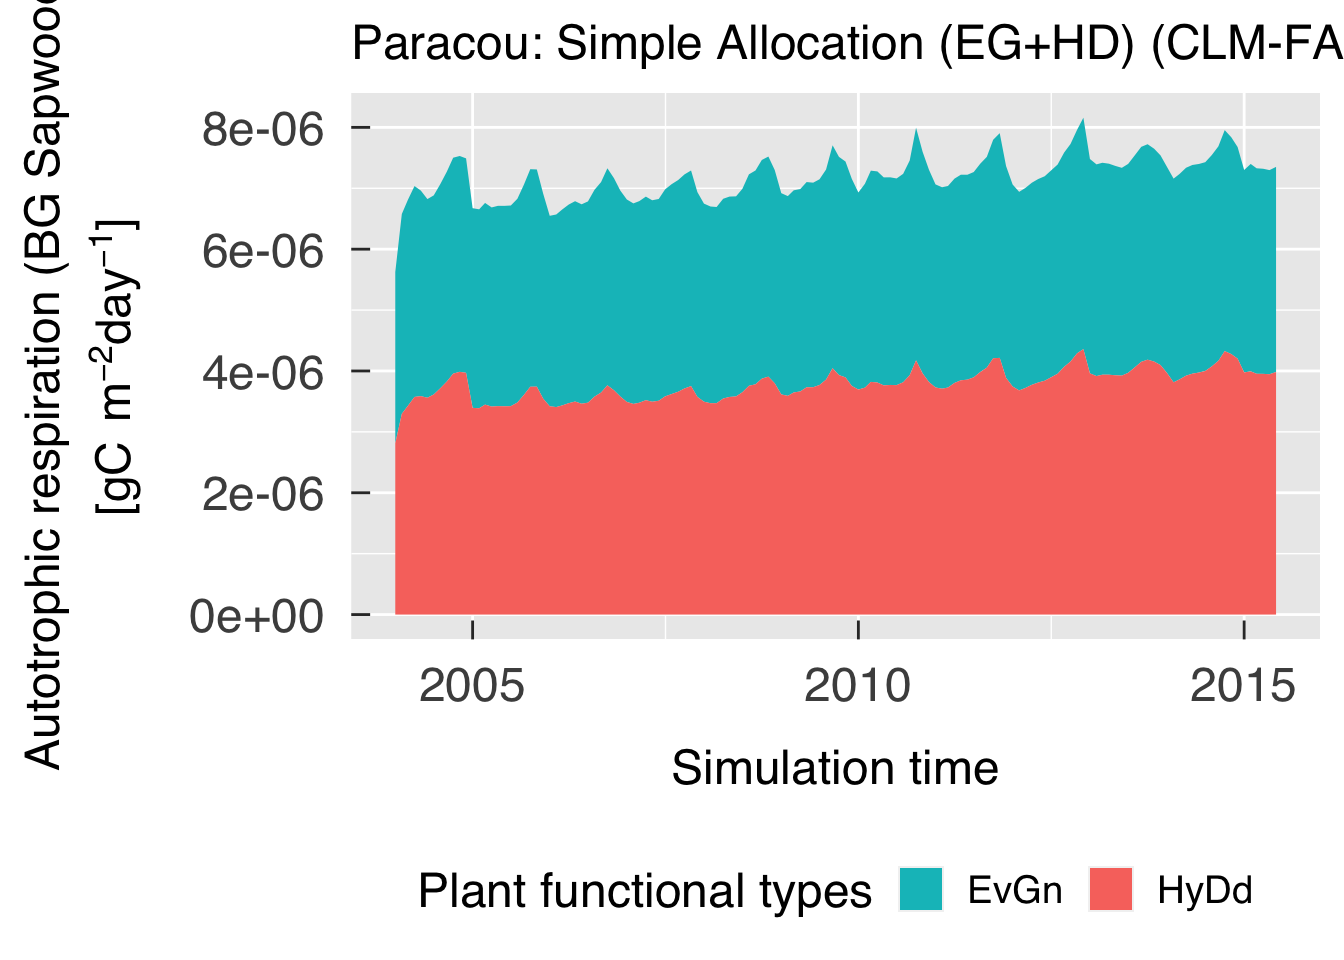 Paracou: Simple Allocation (EG+HD) (CLM-FA
Autotrophic respiration (BG Sapwood
[gC m⁻²day⁻¹]
8e-06
6e-06
4e-06
2e-06
0e+00
2005 2010 2015
Simulation time
Plant functional types EvGn HyDd